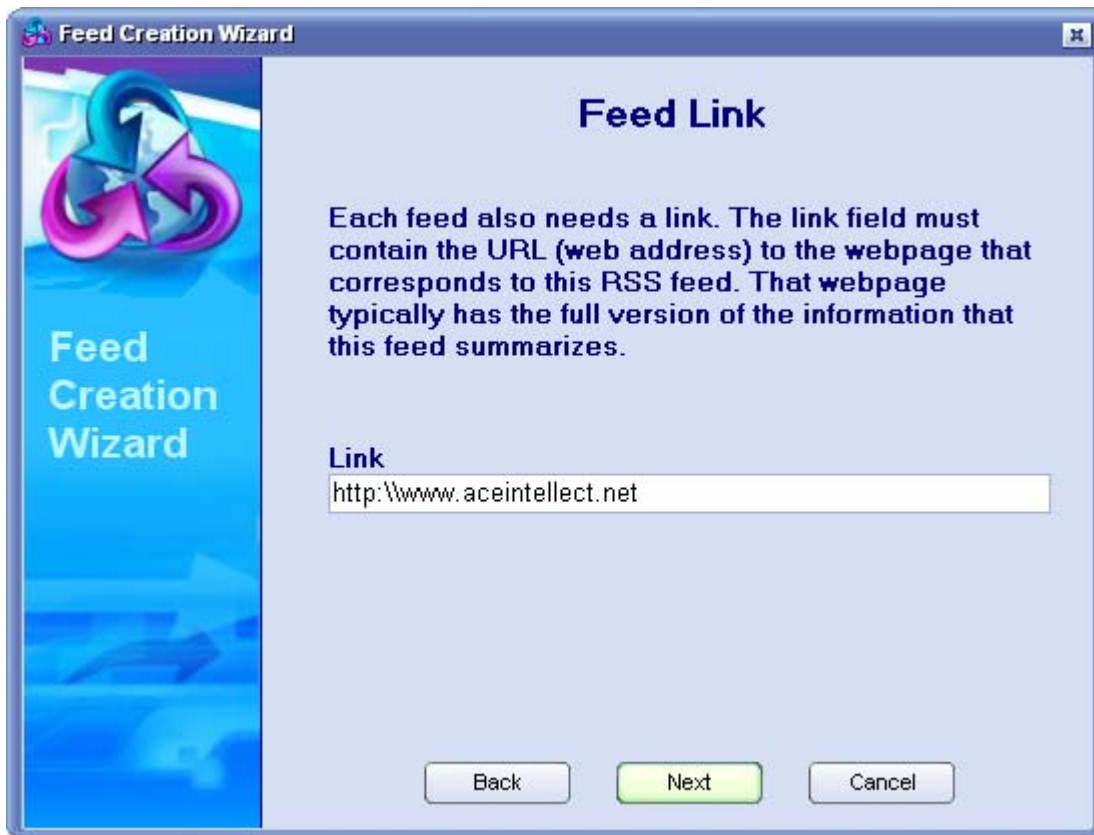 Feed Creation Wizard
Feed
Creation
Wizard
Feed Link
Each feed also needs a link. The link field must
contain the URL (web address) to the webpage that
corresponds to this RSS feed. That webpage
typically has the full version of the information that
this feed summarizes.
Link
http:\\www.aceintellect.net
Back Next Cancel